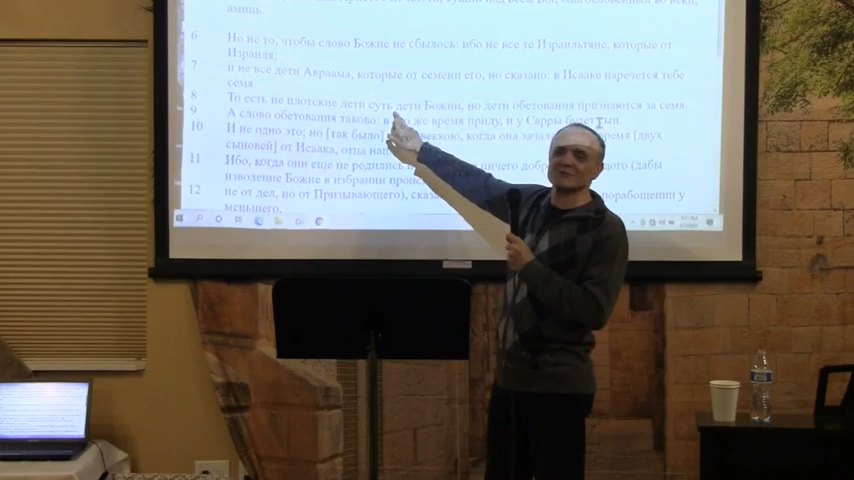 аминь.
6 Но не то, чтобы слово Божие не сбылось: ибо не все те Израильтяне, которые от
Израиля;
7 и не все дети Авраама, которые от семени его, но сказано: в Исааке наречется тебе
семя.
8 То есть не плотские дети суть дети Божии, но дети обетования признаются за семя.
9 А слово обетования таково: в то же время приду, и у Сарры будет сын.
10 И не одно это; но [так было] когда она зачала время [двух
сыновей] от Исаака, отца
11 Ибо, когда они еще не родились ничего (дабы
изволение Божие в избрании
12 не от дел, но от Призывающего), порабощении у
меньшего,